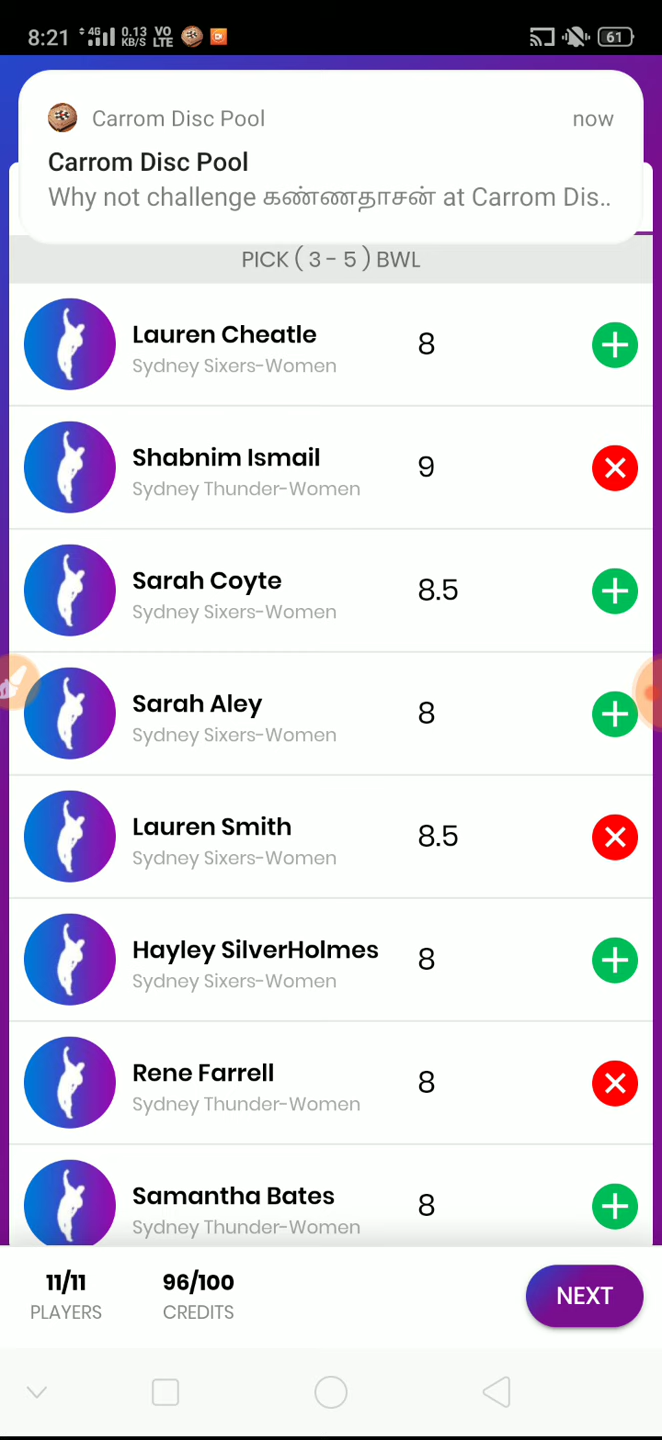 8:21 4G 0.13 KB/S VO LTE 61
Carrom Disc Pool now
Carrom Disc Pool
Why not challenge கண்ணதாசன் at Carrom Dis..
PICK ( 3 - 5 ) BWL
Lauren Cheatle 8
Sydney Sixers-Women
Shabnim Ismail 9
Sydney Thunder-Women
Sarah Coyte 8.5
Sydney Sixers-Women
Sarah Aley 8
Sydney Sixers-Women
Lauren Smith 8.5
Sydney Sixers-Women
Hayley SilverHolmes 8
Sydney Sixers-Women
Rene Farrell 8
Sydney Thunder-Women
Samantha Bates 8
Sydney Thunder-Women
11/11 96/100 NEXT
PLAYERS CREDITS